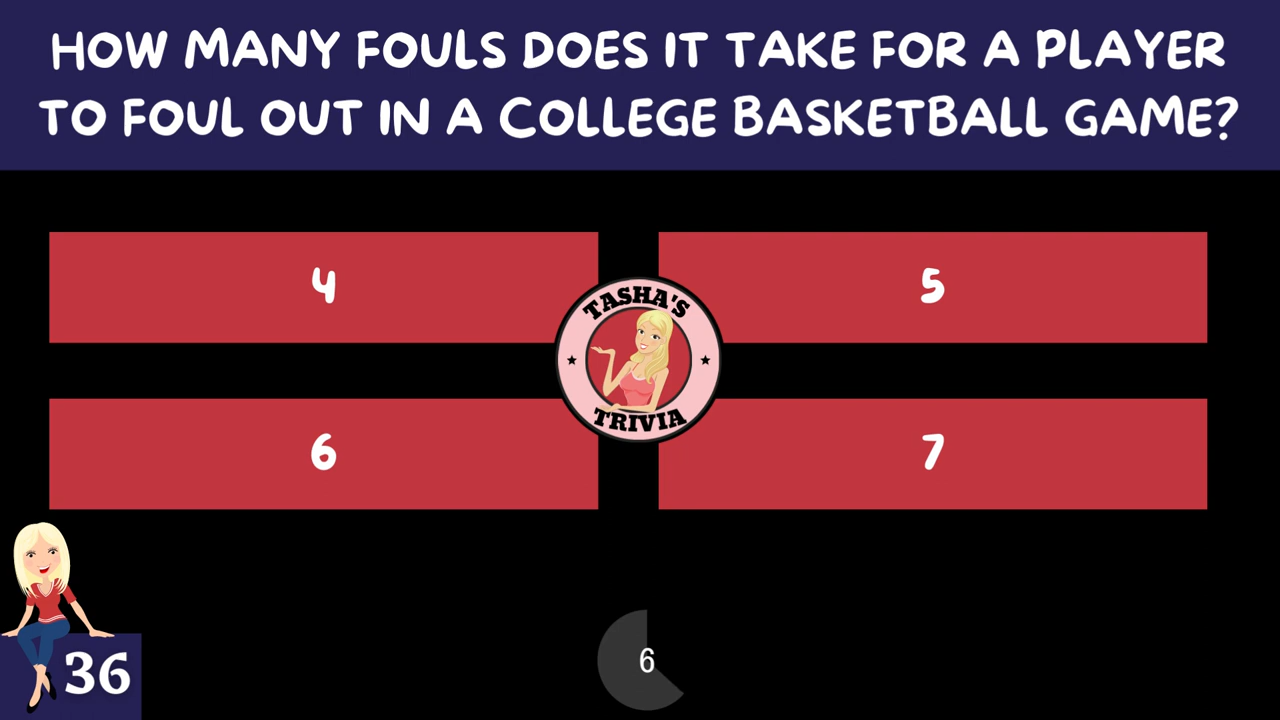 HOW MANY FOULS DOES IT TAKE FOR A PLAYER
TO FOUL OUT IN A COLLEGE BASKETBALL GAME?
4
5
TASHA'S
TRIVIA
6
7
36
6